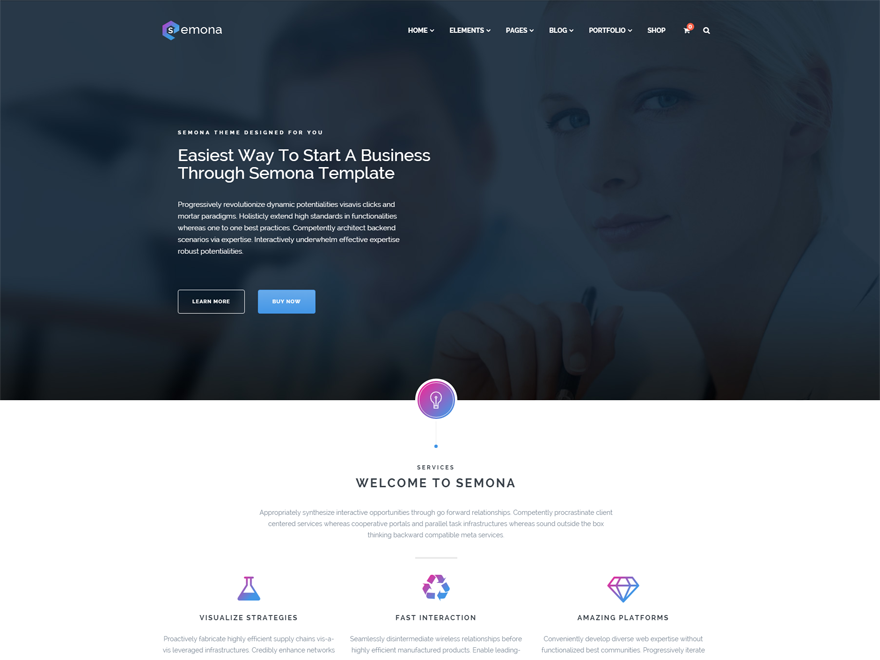 semona
HOME ELEMENTS PAGES BLOG PORTFOLIO SHOP 0
SEMONA THEME DESIGNED FOR YOU
Easiest Way To Start A Business
Through Semona Template
Progressively revolutionize dynamic potentialities visavis clicks and
mortar paradigms. Holisticly extend high standards in functionalities
whereas one to one best practices. Competently architect backend
scenarios via expertise. Interactively underwhelm effective expertise
robust potentialities.
LEARN MORE BUY NOW
SERVICES
WELCOME TO SEMONA
Appropriately synthesize interactive opportunities through go forward relationships. Competently procrastinate client
centered services whereas cooperative portals and parallel task infrastructures whereas sound outside the box
thinking backward compatible meta services.
VISUALIZE STRATEGIES FAST INTERACTION AMAZING PLATFORMS
Proactively fabricate highly efficient supply chains vis-a- Seamlessly disintermediate wireless relationships before Conveniently develop diverse web expertise without
vis leveraged infrastructures. Credibly enhance networks highly efficient manufactured products. Enable leading- functionalized best communities. Progressively iterate